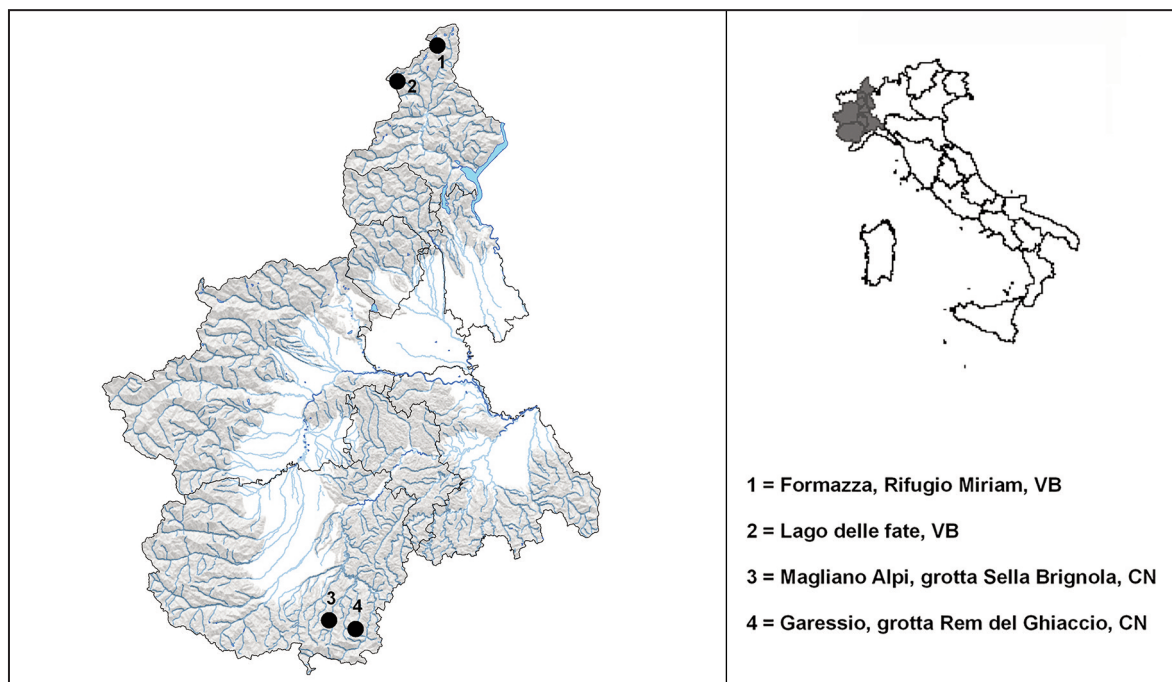 1
2
3
4
1 = Formazza, Rifugio Miriam, VB
2 = Lago delle fate, VB
3 = Magliano Alpi, grotta Sella Brignola, CN
4 = Garessio, grotta Rem del Ghiaccio, CN